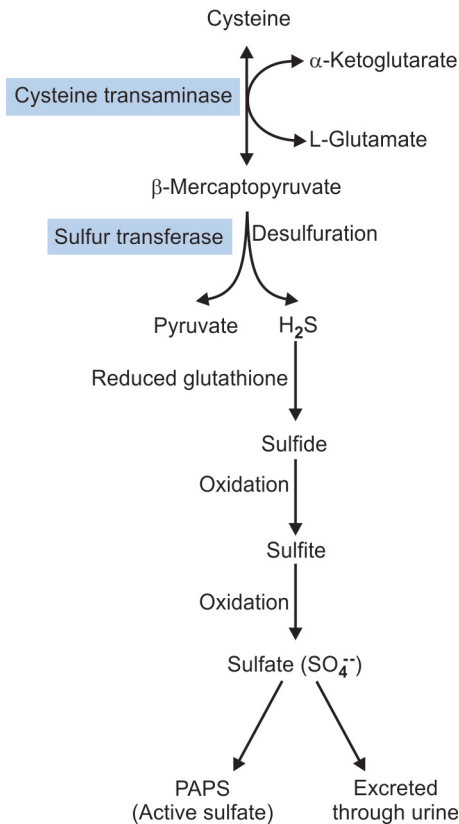 Cysteine
α-Ketoglutarate
Cysteine transaminase
L-Glutamate
β-Mercaptopyruvate
Sulfur transferase
Desulfuration
Pyruvate
H₂S
Reduced glutathione
Sulfide
Oxidation
Sulfite
Oxidation
Sulfate (SO₄⁻⁻)
PAPS
(Active sulfate)
Excreted
through urine